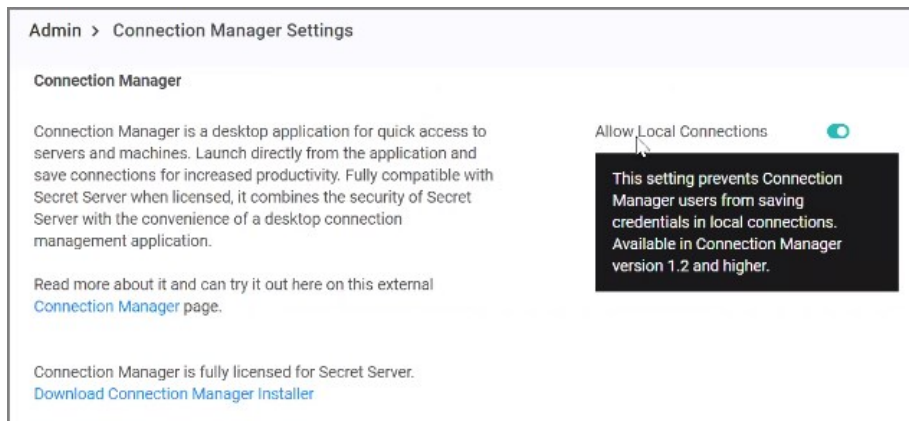 Admin > Connection Manager Settings
Connection Manager
Connection Manager is a desktop application for quick access to
servers and machines. Launch directly from the application and
save connections for increased productivity. Fully compatible with
Secret Server when licensed, it combines the security of Secret
Server with the convenience of a desktop connection
management application.
Read more about it and can try it out here on this external
Connection Manager page.
Connection Manager is fully licensed for Secret Server.
Download Connection Manager Installer
Allow Local Connections
This setting prevents Connection
Manager users from saving
credentials in local connections.
Available in Connection Manager
version 1.2 and higher.